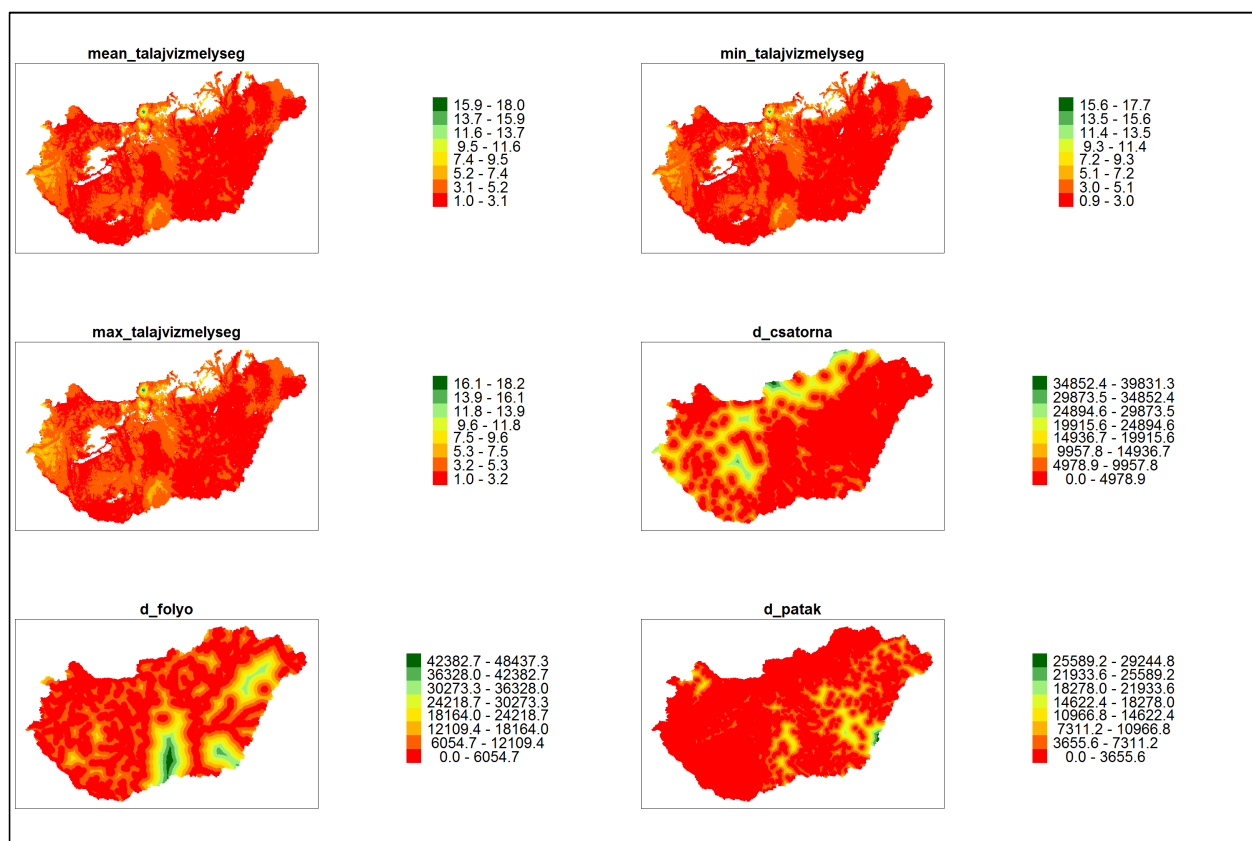 mean_talajvizmelyseg
15.9 - 18.0
13.7 - 15.9
11.6 - 13.7
9.5 - 11.6
7.4 - 9.5
5.2 - 7.4
3.1 - 5.2
1.0 - 3.1
min_talajvizmelyseg
15.6 - 17.7
13.5 - 15.6
11.4 - 13.5
9.3 - 11.4
7.2 - 9.3
5.1 - 7.2
3.0 - 5.1
0.9 - 3.0
max_talajvizmelyseg
16.1 - 18.2
13.9 - 16.1
11.8 - 13.9
9.6 - 11.8
7.5 - 9.6
5.3 - 7.5
3.2 - 5.3
1.0 - 3.2
d_csatorna
34852.4 - 39831.3
29873.5 - 34852.4
24894.6 - 29873.5
19915.6 - 24894.6
14936.7 - 19915.6
9957.8 - 14936.7
4978.9 - 9957.8
0.0 - 4978.9
d_folyo
42382.7 - 48437.3
36328.0 - 42382.7
30273.3 - 36328.0
24218.7 - 30273.3
18164.0 - 24218.7
12109.4 - 18164.0
6054.7 - 12109.4
0.0 - 6054.7
d_patak
25589.2 - 29244.8
21933.6 - 25589.2
18278.0 - 21933.6
14622.4 - 18278.0
10966.8 - 14622.4
7311.2 - 10966.8
3655.6 - 7311.2
0.0 - 3655.6